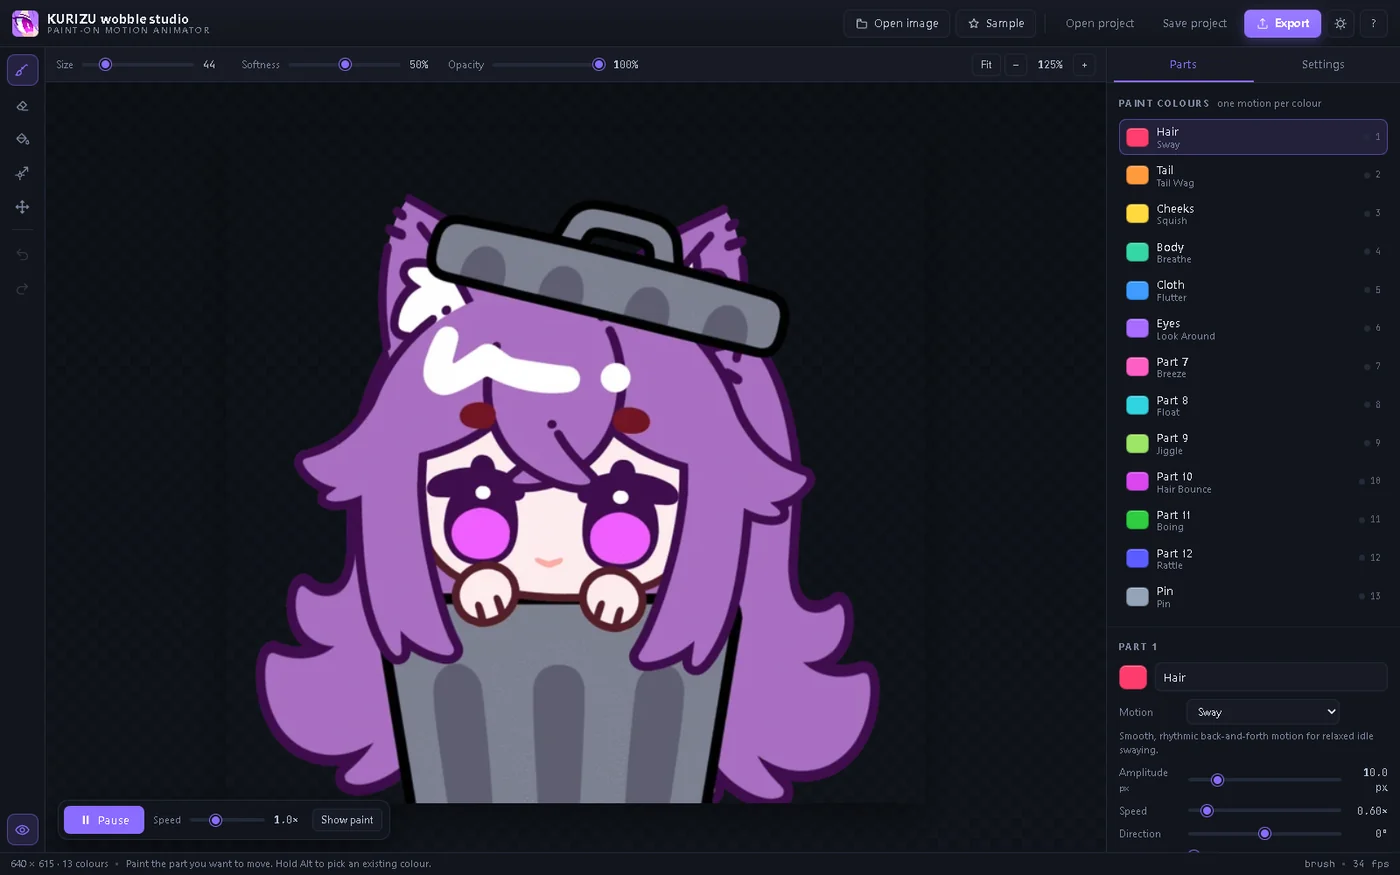 KURIZU wobble studio
PAINT-ON MOTION ANIMATOR
Open image
Sample
Open project
Save project
Export
?
Size
44
Softness
50%
Opacity
100%
Fit
−
125%
+
Parts
Settings
PAINT COLOURS one motion per colour
Hair
Sway
1
Tail
Tail Wag
2
Cheeks
Squish
3
Body
Breathe
4
Cloth
Flutter
5
Eyes
Look Around
6
Part 7
Breeze
7
Part 8
Float
8
Part 9
Jiggle
9
Part 10
Hair Bounce
10
Part 11
Boing
11
Part 12
Rattle
12
Pin
Pin
13
PART 1
Hair
Motion
Sway
Smooth, rhythmic back-and-forth motion for relaxed idle
swaying.
Amplitude
px
10.0
px
Speed
0.60×
Direction
0°
Pause
Speed
1.0×
Show paint
640 × 615 · 13 colours • Paint the part you want to move. Hold Alt to pick an existing colour.
brush • 34 fps